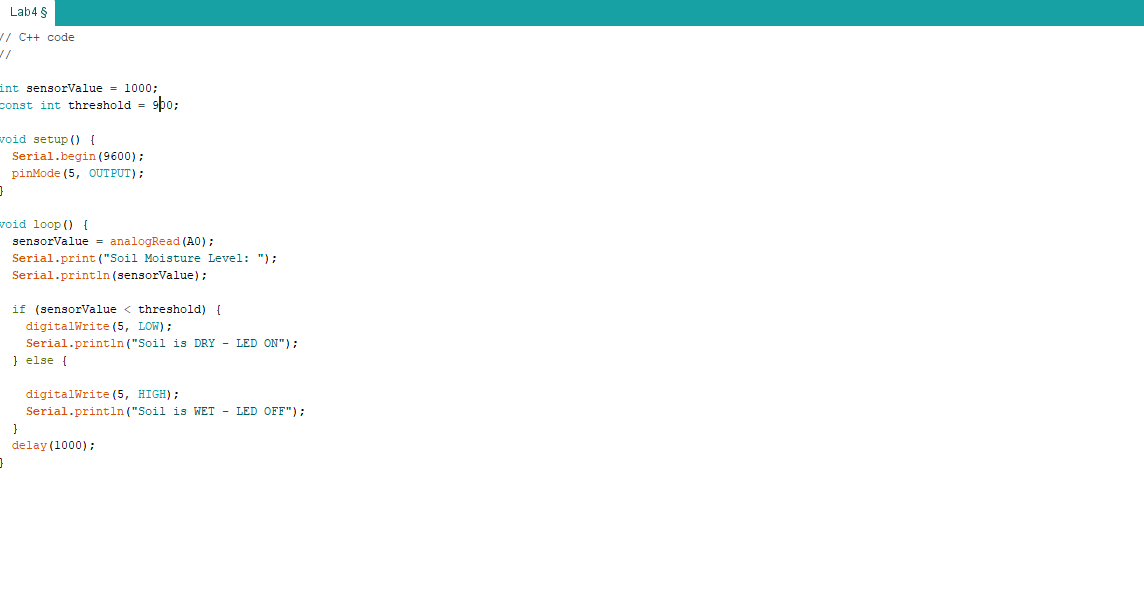 Lab4 §
// C++ code
//
int sensorValue = 1000;
const int threshold = 900;
void setup() {
Serial.begin(9600);
pinMode(5, OUTPUT);
}
void loop() {
sensorValue = analogRead(A0);
Serial.print("Soil Moisture Level: ");
Serial.println(sensorValue);
if (sensorValue < threshold) {
digitalWrite(5, LOW);
Serial.println("Soil is DRY - LED ON");
} else {
digitalWrite(5, HIGH);
Serial.println("Soil is WET - LED OFF");
}
delay(1000);
}